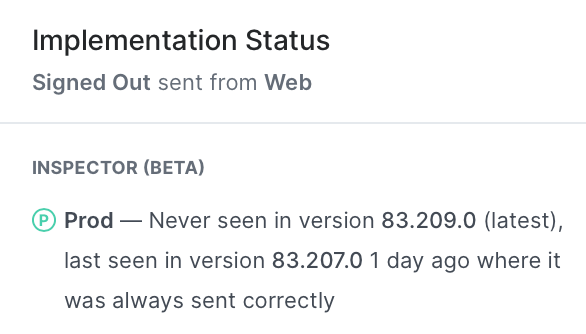 Implementation Status
Signed Out sent from Web
INSPECTOR (BETA)
P Prod — Never seen in version 83.209.0 (latest),
last seen in version 83.207.0 1 day ago where it
was always sent correctly